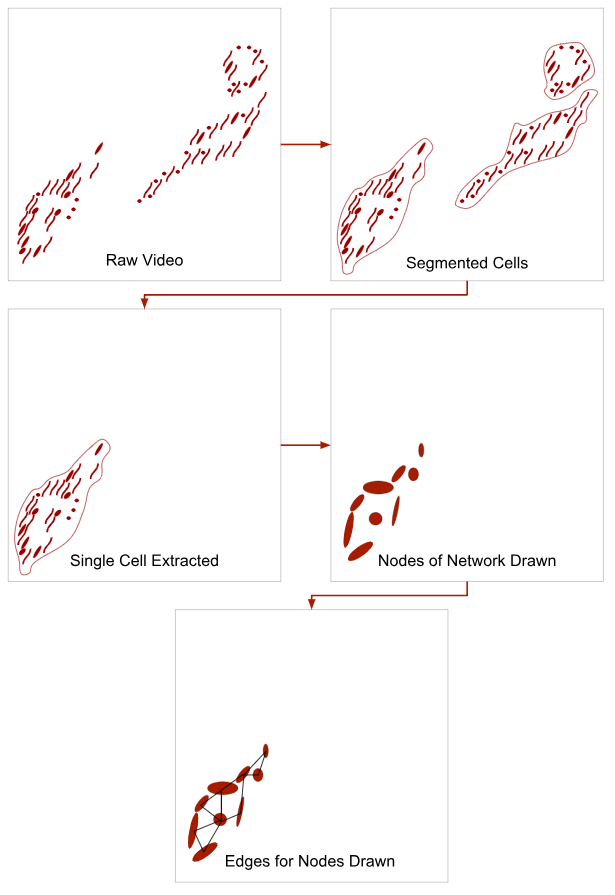 Raw Video
Segmented Cells
Single Cell Extracted
Nodes of Network Drawn
Edges for Nodes Drawn